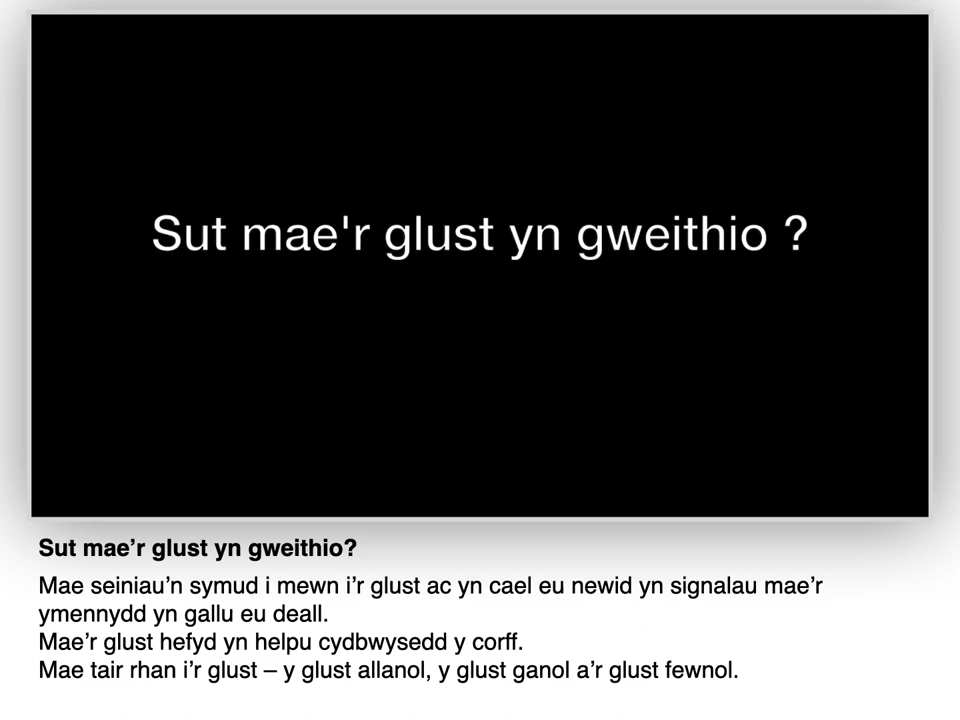 Sut mae'r glust yn gweithio ?
Sut mae’r glust yn gweithio?
Mae seiniau’n symud i mewn i’r glust ac yn cael eu newid yn signalau mae’r
ymennydd yn gallu eu deall.
Mae’r glust hefyd yn helpu cydbwysedd y corff.
Mae tair rhan i’r glust – y glust allanol, y glust ganol a’r glust fewnol.